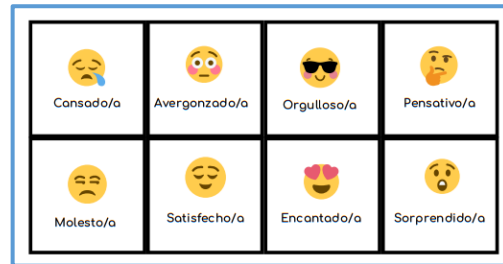 Cansado/a
Avergonzado/a
Orgulloso/a
Pensativo/a
Molesto/a
Satisfecho/a
Encantado/a
Sorprendido/a